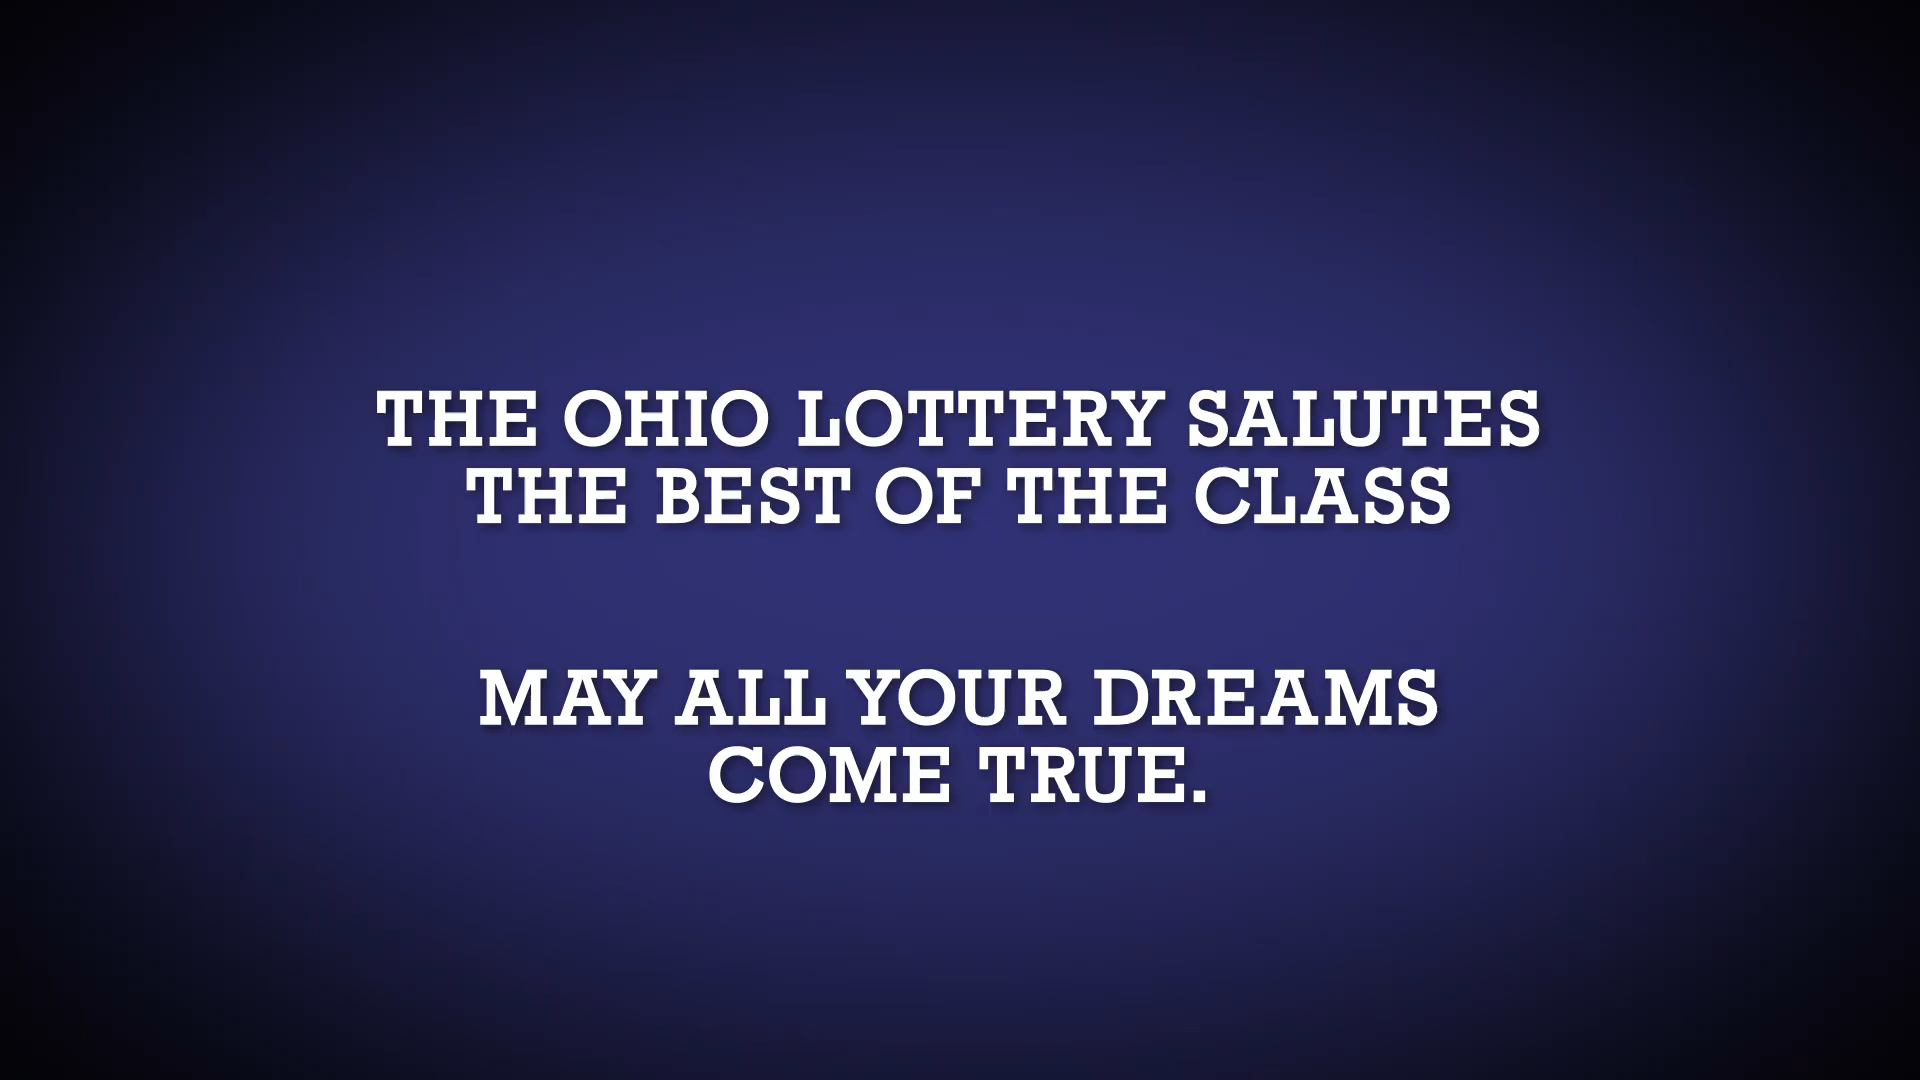 THE OHIO LOTTERY SALUTES
THE BEST OF THE CLASS
MAY ALL YOUR DREAMS
COME TRUE.